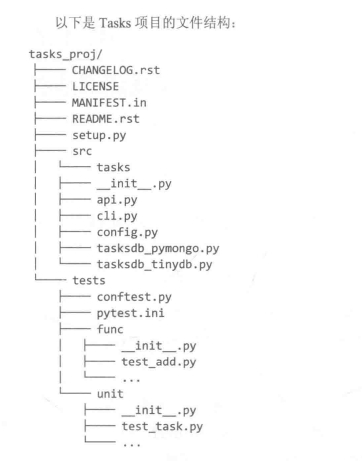 以下是 Tasks 项目的文件结构：
tasks_proj/
├── CHANGELOG.rst
├── LICENSE
├── MANIFEST.in
├── README.rst
├── setup.py
├── src
│   └── tasks
│   ├── __init__.py
│   ├── api.py
│   ├── cli.py
│   ├── config.py
│   ├── tasksdb_pymongo.py
│   └── tasksdb_tinydb.py
└── tests
    ├── conftest.py
    ├── pytest.ini
    ├── func
    │   ├── __init__.py
    │   ├── test_add.py
    │   └── ...
    └── unit
        ├── __init__.py
        ├── test_task.py
        └── ...